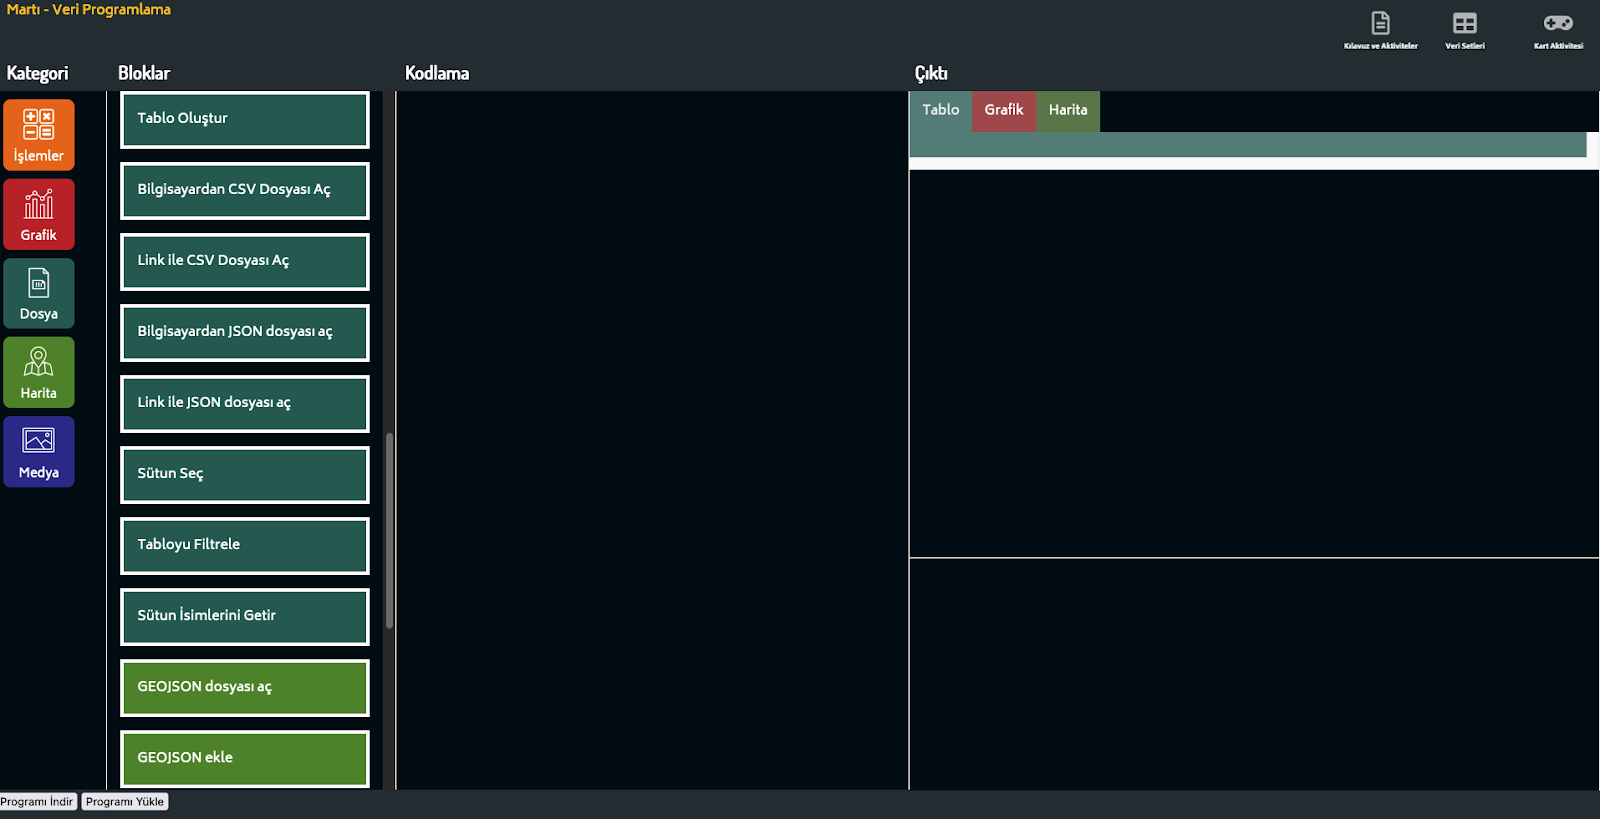 Martı - Veri Programlama
Kılavuz ve Aktiviteler
Veri Setleri
Kart Aktivitesi
Kategori
Bloklar
Kodlama
Çıktı
İşlemler
Grafik
Dosya
Harita
Medya
Tablo Oluştur
Bilgisayardan CSV Dosyası Aç
Link ile CSV Dosyası Aç
Bilgisayardan JSON dosyası aç
Link ile JSON dosyası aç
Sütun Seç
Tabloyu Filtrele
Sütun İsimlerini Getir
GEOJSON dosyası aç
GEOJSON ekle
Tablo
Grafik
Harita
Programı İndir
Programı Yükle